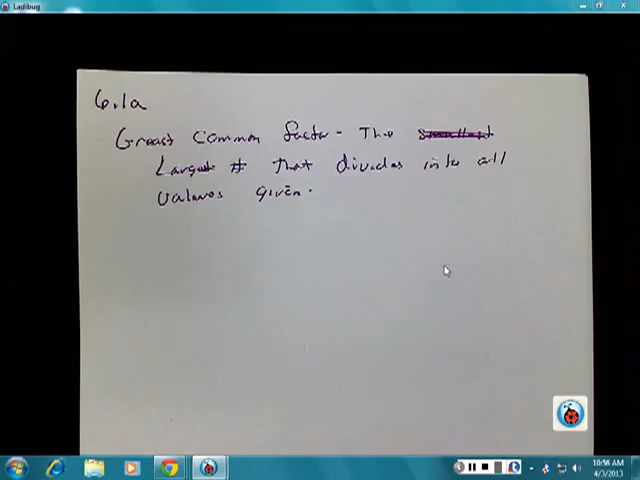 Ladibug
6.1a
Greast Common factor - The Smallest
Largest # that divides into all
values given.
10:56 AM
4/3/2013